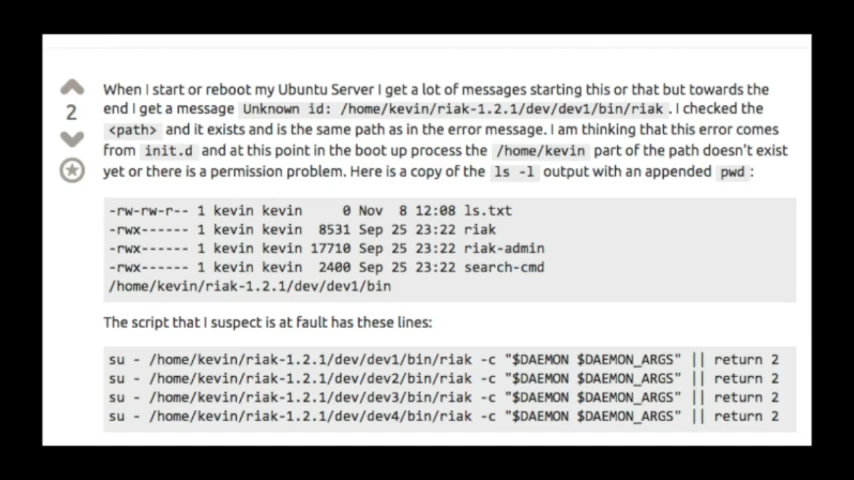 When I start or reboot my Ubuntu Server I get a lot of messages starting this or that but towards the
2
end I get a message Unknown id: /home/kevin/riak-1.2.1/dev/dev1/bin/riak. I checked the
<path> and it exists and is the same path as in the error message. I am thinking that this error comes
from init.d and at this point in the boot up process the /home/kevin part of the path doesn't exist
yet or there is a permission problem. Here is a copy of the ls -l output with an appended pwd:
-rw-rw-r-- 1 kevin kevin     0 Nov  8 12:08 ls.txt
-rwx------ 1 kevin kevin  8531 Sep 25 23:22 riak
-rwx------ 1 kevin kevin 17710 Sep 25 23:22 riak-admin
-rwx------ 1 kevin kevin  2400 Sep 25 23:22 search-cmd
/home/kevin/riak-1.2.1/dev/dev1/bin
The script that I suspect is at fault has these lines:
su - /home/kevin/riak-1.2.1/dev/dev1/bin/riak -c "$DAEMON $DAEMON_ARGS" || return 2
su - /home/kevin/riak-1.2.1/dev/dev2/bin/riak -c "$DAEMON $DAEMON_ARGS" || return 2
su - /home/kevin/riak-1.2.1/dev/dev3/bin/riak -c "$DAEMON $DAEMON_ARGS" || return 2
su - /home/kevin/riak-1.2.1/dev/dev4/bin/riak -c "$DAEMON $DAEMON_ARGS" || return 2